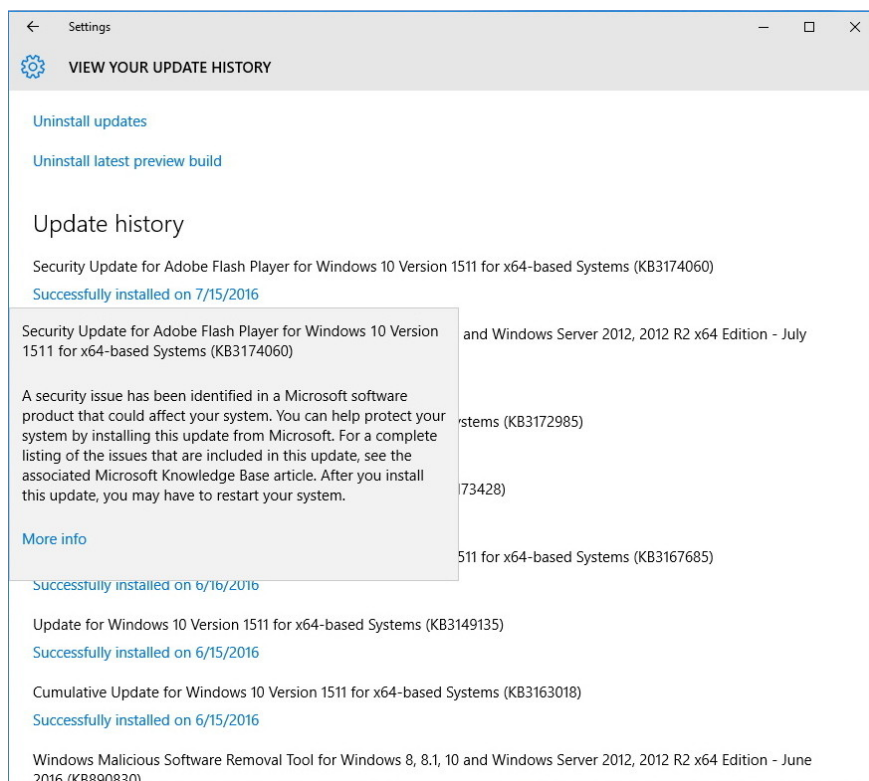 Settings
VIEW YOUR UPDATE HISTORY
Uninstall updates
Uninstall latest preview build
Update history
Security Update for Adobe Flash Player for Windows 10 Version 1511 for x64-based Systems (KB3174060)
Successfully installed on 7/15/2016
Security Update for Adobe Flash Player for Windows 10 Version
1511 for x64-based Systems (KB3174060)
A security issue has been identified in a Microsoft software
product that could affect your system. You can help protect your
system by installing this update from Microsoft. For a complete
listing of the issues that are included in this update, see the
associated Microsoft Knowledge Base article. After you install
this update, you may have to restart your system.
More info
and Windows Server 2012, 2012 R2 x64 Edition - July
stems (KB3172985)
73428)
511 for x64-based Systems (KB3167685)
Successfully installed on 6/16/2016
Update for Windows 10 Version 1511 for x64-based Systems (KB3149135)
Successfully installed on 6/15/2016
Cumulative Update for Windows 10 Version 1511 for x64-based Systems (KB3163018)
Successfully installed on 6/15/2016
Windows Malicious Software Removal Tool for Windows 8, 8.1, 10 and Windows Server 2012, 2012 R2 x64 Edition - June
2016 (KB890830)